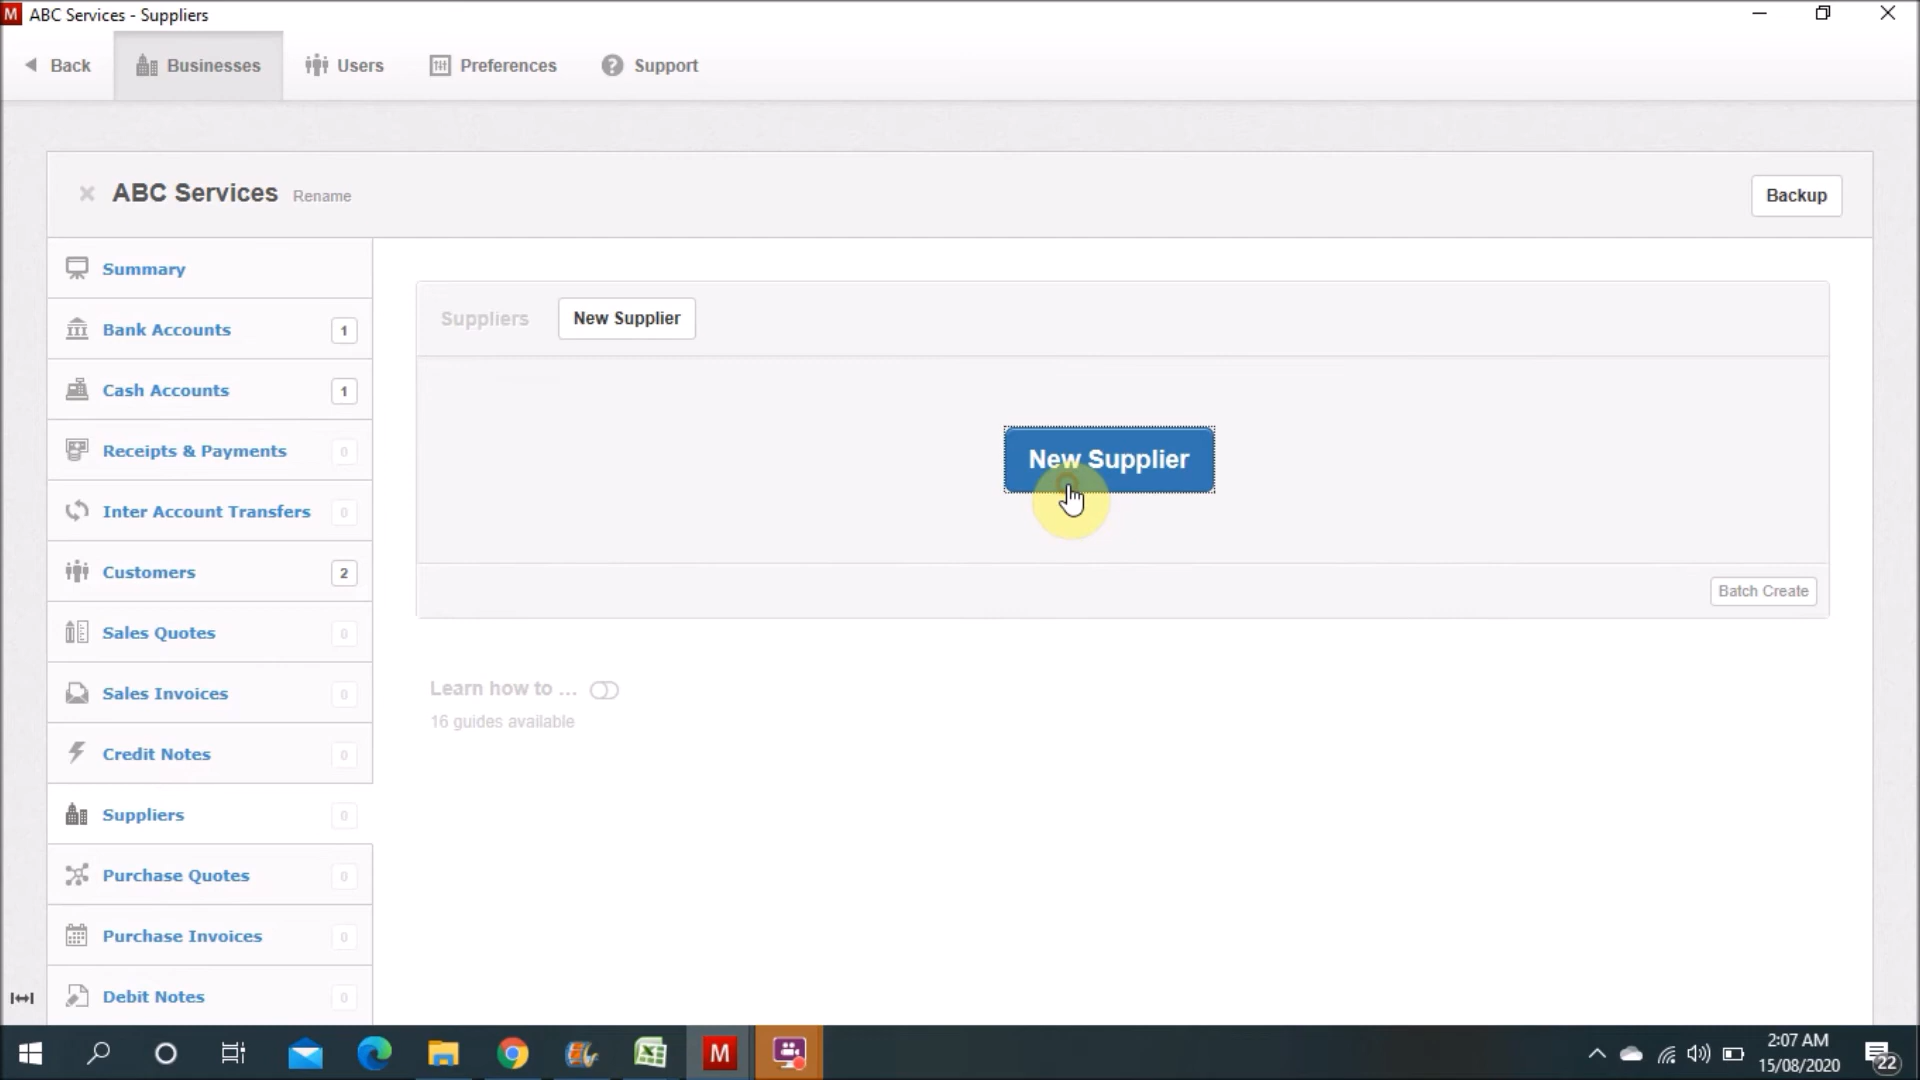 M ABC Services - Suppliers
Back Businesses Users Preferences ? Support
ABC Services Rename Backup
Summary
Bank Accounts 1
Cash Accounts 1
Receipts & Payments 0
Inter Account Transfers 0
Customers 2
Sales Quotes 0
Sales Invoices 0
Credit Notes 0
Suppliers 0
Purchase Quotes 0
Purchase Invoices 0
Debit Notes 0
Suppliers New Supplier
New Supplier
Batch Create
Learn how to ...
16 guides available
M
2:07 AM
15/08/2020
22